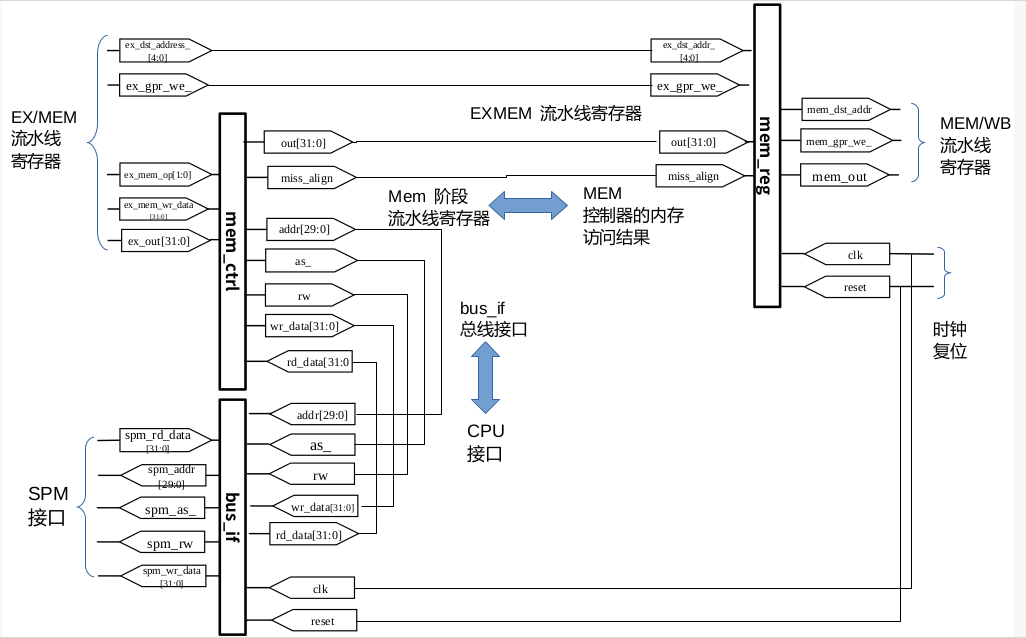 ex_dst_address_
[4:0]
ex_gpr_we_
EX/MEM
流水线
寄存器
ex_mem_op[1:0]
ex_mem_wr_data
[31:0]
ex_out[31:0]
mem_ctrl
out[31:0]
miss_align
addr[29:0]
as_
rw
wr_data[31:0]
rd_data[31:0
EXMEM 流水线寄存器
Mem 阶段
流水线寄存器
MEM
控制器的内存
访问结果
ex_dst_addr_
[4:0]
ex_gpr_we_
out[31:0]
miss_align
mem_reg
mem_dst_addr
mem_gpr_we_
mem_out
MEM/WB
流水线
寄存器
clk
reset
时钟
复位
bus_if
总线接口
CPU
接口
SPM
接口
spm_rd_data
[31:0]
spm_addr
[29:0]
spm_as_
spm_rw
spm_wr_data
[31:0]
bus_if
addr[29:0]
as_
rw
wr_data[31:0]
rd_data[31:0]
clk
reset